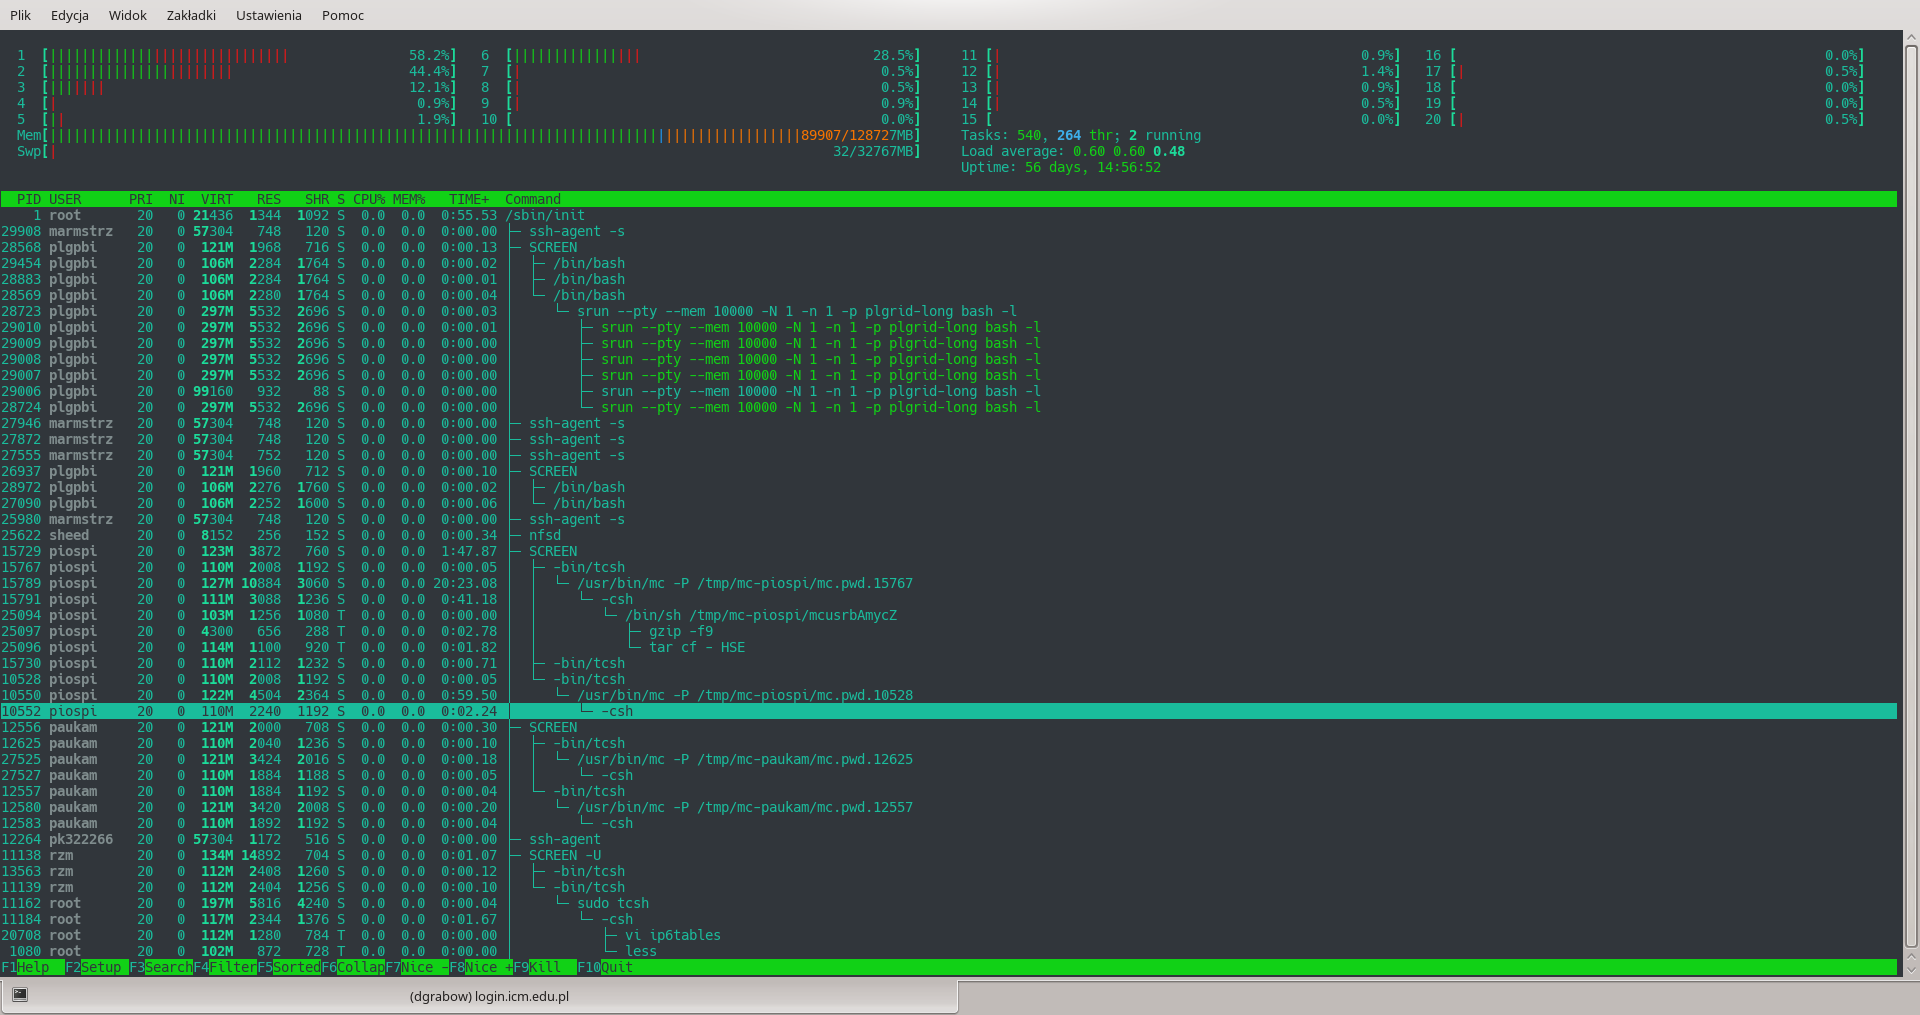 Plik Edycja Widok Zakładki Ustawienia Pomoc
1 [||||||||||||||||||||||||||||||58.2%] 6 [||||||||||||||||28.5%] 11 [|0.9%] 16 [0.0%]
2 [|||||||||||||||||||||||44.4%] 7 [|0.5%] 12 [|1.4%] 17 [|0.5%]
3 [|||||||12.1%] 8 [|0.5%] 13 [|0.9%] 18 [0.0%]
4 [|0.9%] 9 [|0.9%] 14 [|0.5%] 19 [0.0%]
5 [||1.9%] 10 [0.0%] 15 [0.0%] 20 [|0.5%]
Mem[||||||||||||||||||||||||||||||||||||||||||||||||||||||||||||||||||||||||||||||||||||||||||||||89907/128727MB] Tasks: 540, 264 thr; 2 running
Swp[|32/32767MB] Load average: 0.60 0.60 0.48
Uptime: 56 days, 14:56:52
PID USER PRI NI VIRT RES SHR S CPU% MEM% TIME+ Command
1 root 20 0 21436 1344 1092 S 0.0 0.0 0:55.53 /sbin/init
29908 marmstrz 20 0 57304 748 120 S 0.0 0.0 0:00.00 ├─ ssh-agent -s
28568 plgpbi 20 0 121M 1968 716 S 0.0 0.0 0:00.13 ├─ SCREEN
29454 plgpbi 20 0 106M 2284 1764 S 0.0 0.0 0:00.02 │ ├─ /bin/bash
28883 plgpbi 20 0 106M 2284 1764 S 0.0 0.0 0:00.01 │ ├─ /bin/bash
28569 plgpbi 20 0 106M 2280 1764 S 0.0 0.0 0:00.04 │ └─ /bin/bash
28723 plgpbi 20 0 297M 5532 2696 S 0.0 0.0 0:00.03 │ └─ srun --pty --mem 10000 -N 1 -n 1 -p plgrid-long bash -l
29010 plgpbi 20 0 297M 5532 2696 S 0.0 0.0 0:00.01 │ ├─ srun --pty --mem 10000 -N 1 -n 1 -p plgrid-long bash -l
29009 plgpbi 20 0 297M 5532 2696 S 0.0 0.0 0:00.00 │ ├─ srun --pty --mem 10000 -N 1 -n 1 -p plgrid-long bash -l
29008 plgpbi 20 0 297M 5532 2696 S 0.0 0.0 0:00.00 │ ├─ srun --pty --mem 10000 -N 1 -n 1 -p plgrid-long bash -l
29007 plgpbi 20 0 297M 5532 2696 S 0.0 0.0 0:00.00 │ ├─ srun --pty --mem 10000 -N 1 -n 1 -p plgrid-long bash -l
29006 plgpbi 20 0 99160 932 88 S 0.0 0.0 0:00.00 │ ├─ srun --pty --mem 10000 -N 1 -n 1 -p plgrid-long bash -l
28724 plgpbi 20 0 297M 5532 2696 S 0.0 0.0 0:00.00 │ └─ srun --pty --mem 10000 -N 1 -n 1 -p plgrid-long bash -l
27946 marmstrz 20 0 57304 748 120 S 0.0 0.0 0:00.00 ├─ ssh-agent -s
27872 marmstrz 20 0 57304 748 120 S 0.0 0.0 0:00.00 ├─ ssh-agent -s
27555 marmstrz 20 0 57304 752 120 S 0.0 0.0 0:00.00 ├─ ssh-agent -s
26937 plgpbi 20 0 121M 1960 712 S 0.0 0.0 0:00.10 ├─ SCREEN
28972 plgpbi 20 0 106M 2276 1760 S 0.0 0.0 0:00.02 │ ├─ /bin/bash
27090 plgpbi 20 0 106M 2252 1600 S 0.0 0.0 0:00.06 │ └─ /bin/bash
25980 marmstrz 20 0 57304 748 120 S 0.0 0.0 0:00.00 ├─ ssh-agent -s
25622 sheed 20 0 8152 256 152 S 0.0 0.0 0:00.34 ├─ nfsd
15729 piospi 20 0 123M 3872 760 S 0.0 0.0 1:47.87 ├─ SCREEN
15767 piospi 20 0 110M 2008 1192 S 0.0 0.0 0:00.05 │ ├─ -bin/tcsh
15789 piospi 20 0 127M 10884 3060 S 0.0 0.0 20:23.08 │ │ └─ /usr/bin/mc -P /tmp/mc-piospi/mc.pwd.15767
15791 piospi 20 0 111M 3088 1236 S 0.0 0.0 0:41.18 │ │ └─ -csh
25094 piospi 20 0 103M 1256 1080 T 0.0 0.0 0:00.00 │ │ └─ /bin/sh /tmp/mc-piospi/mcusrbAmycZ
25097 piospi 20 0 4300 656 288 T 0.0 0.0 0:02.78 │ │ ├─ gzip -f9
25096 piospi 20 0 114M 1100 920 T 0.0 0.0 0:01.82 │ │ └─ tar cf - HSE
15730 piospi 20 0 110M 2112 1232 S 0.0 0.0 0:00.71 │ ├─ -bin/tcsh
10528 piospi 20 0 110M 2008 1192 S 0.0 0.0 0:00.05 │ └─ -bin/tcsh
10550 piospi 20 0 122M 4504 2364 S 0.0 0.0 0:59.50 │ └─ /usr/bin/mc -P /tmp/mc-piospi/mc.pwd.10528
10552 piospi 20 0 110M 2240 1192 S 0.0 0.0 0:02.24 │ └─ -csh
12556 paukam 20 0 121M 2000 708 S 0.0 0.0 0:00.30 ├─ SCREEN
12625 paukam 20 0 110M 2040 1236 S 0.0 0.0 0:00.10 │ ├─ -bin/tcsh
27525 paukam 20 0 121M 3424 2016 S 0.0 0.0 0:00.18 │ │ └─ /usr/bin/mc -P /tmp/mc-paukam/mc.pwd.12625
27527 paukam 20 0 110M 1884 1188 S 0.0 0.0 0:00.05 │ │ └─ -csh
12557 paukam 20 0 110M 1884 1192 S 0.0 0.0 0:00.04 │ └─ -bin/tcsh
12580 paukam 20 0 121M 3420 2008 S 0.0 0.0 0:00.20 │ └─ /usr/bin/mc -P /tmp/mc-paukam/mc.pwd.12557
12583 paukam 20 0 110M 1892 1192 S 0.0 0.0 0:00.04 │ └─ -csh
12264 pk322266 20 0 57304 1172 516 S 0.0 0.0 0:00.00 ├─ ssh-agent
11138 rzm 20 0 134M 14892 704 S 0.0 0.0 0:01.07 ├─ SCREEN -U
13563 rzm 20 0 112M 2408 1260 S 0.0 0.0 0:00.12 │ ├─ -bin/tcsh
11139 rzm 20 0 112M 2404 1256 S 0.0 0.0 0:00.10 │ └─ -bin/tcsh
11162 root 20 0 197M 5816 4240 S 0.0 0.0 0:00.04 │ └─ sudo tcsh
11184 root 20 0 117M 2344 1376 S 0.0 0.0 0:01.67 │ └─ -csh
20708 root 20 0 112M 1280 784 T 0.0 0.0 0:00.00 │ ├─ vi ip6tables
1080 root 20 0 102M 872 728 T 0.0 0.0 0:00.00 │ └─ less
F1Help F2Setup F3SearchF4FilterF5SortedF6CollapF7Nice -F8Nice +F9Kill F10Quit
(dgrabow) login.icm.edu.pl